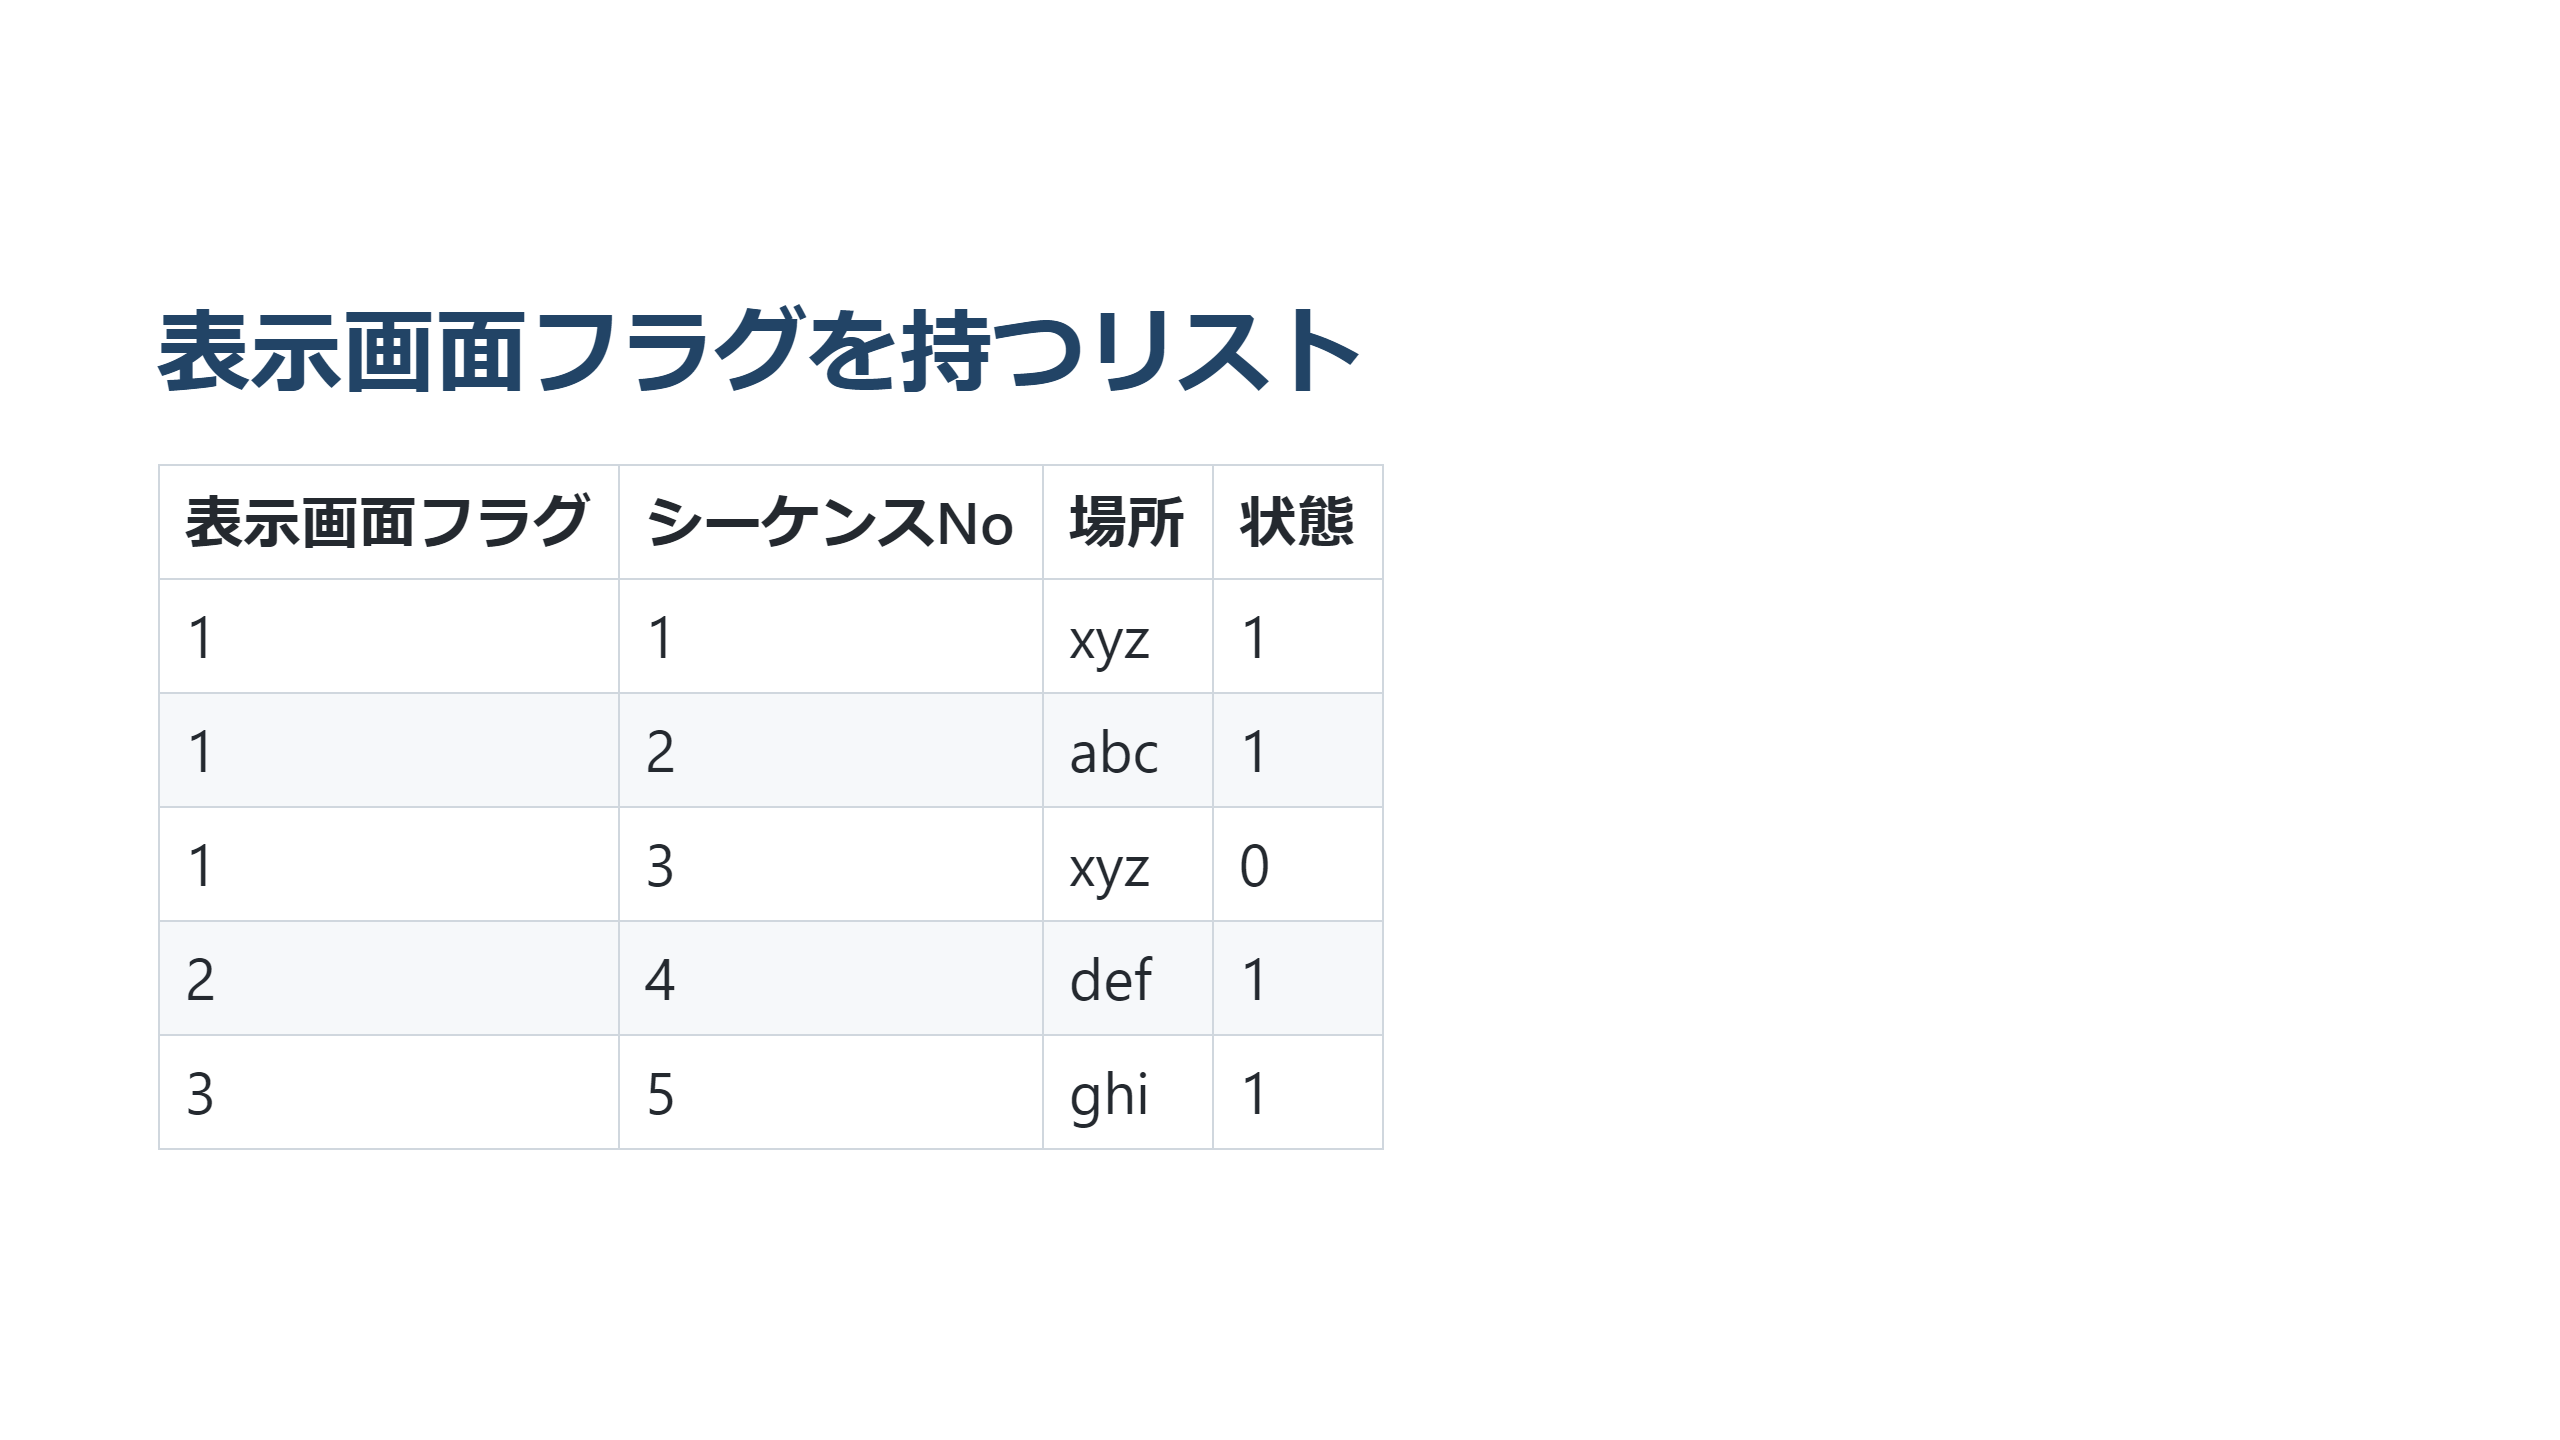 表示画面フラグを持つリスト
表示画面フラグ シーケンスNo 場所 状態
1 1 xyz 1
1 2 abc 1
1 3 xyz 0
2 4 def 1
3 5 ghi 1